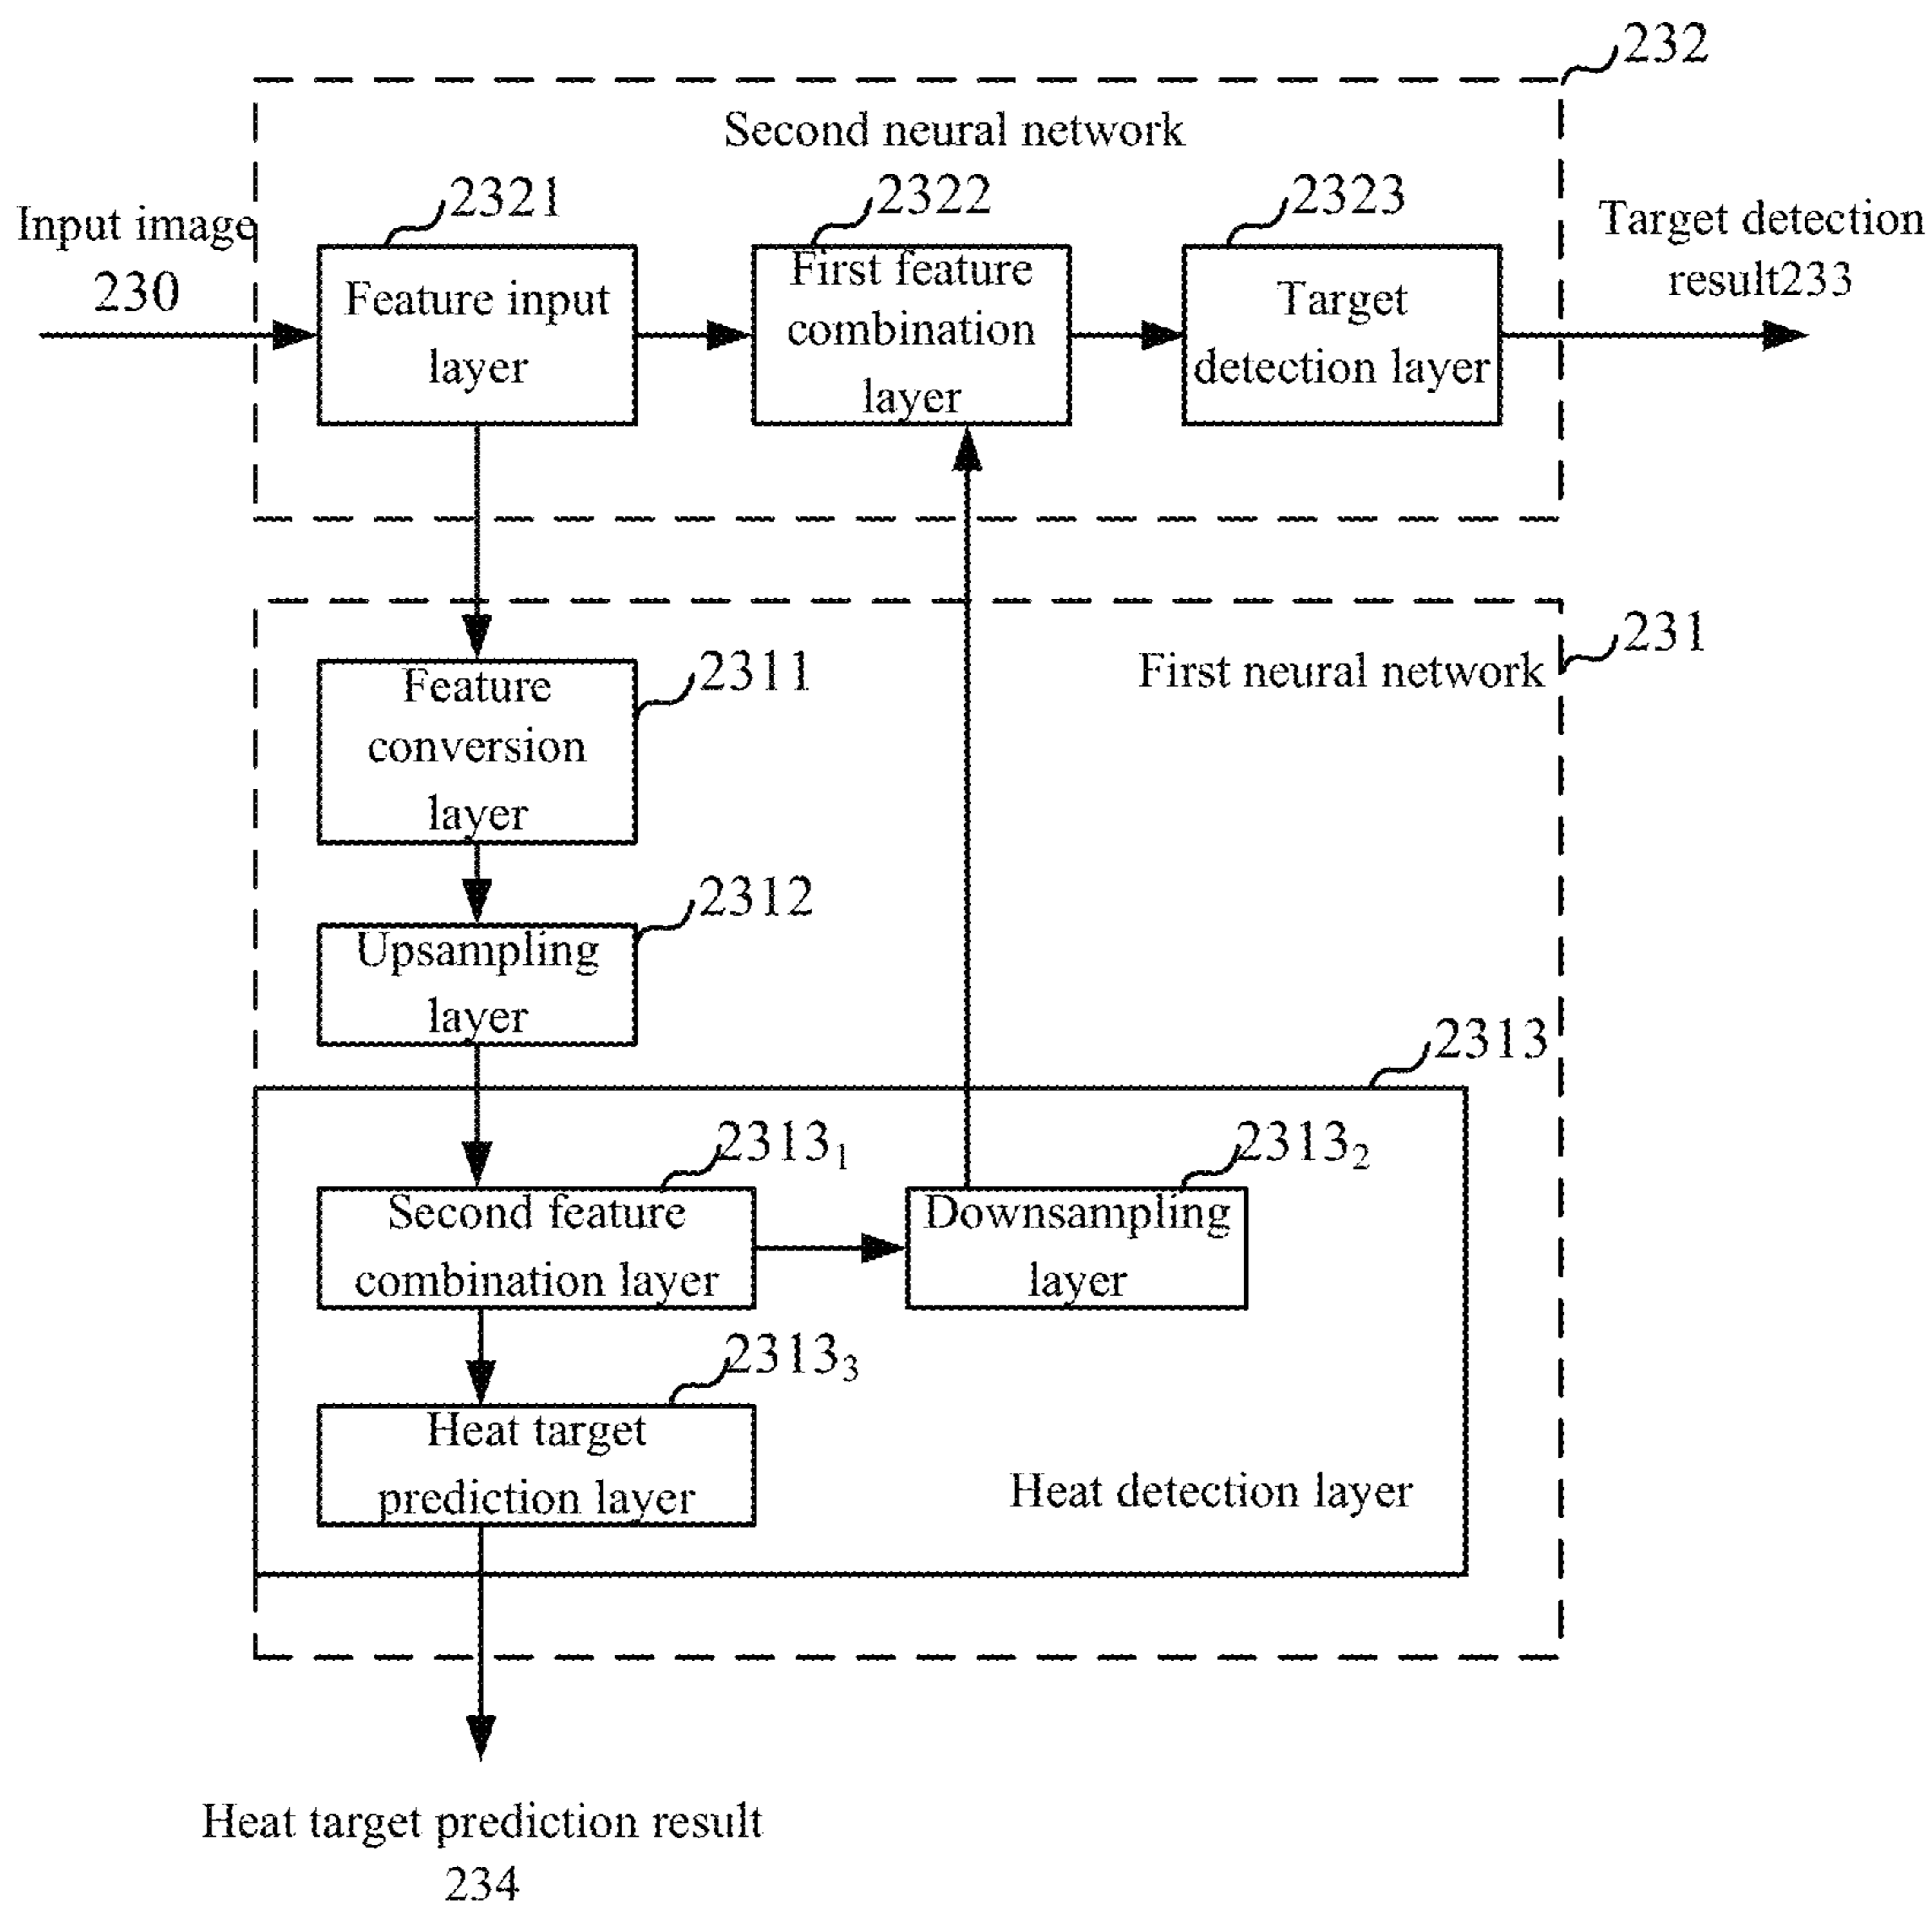 232
Second neural network
2321
2322
2323
Input image
230
Target detection
result233
Feature input
layer
First feature
combination
layer
Target
detection layer
231
First neural network
2311
Feature
conversion
layer
2312
Upsampling
layer
2313
2313₁
2313₂
Second feature
combination layer
Downsampling
layer
2313₃
Heat target
prediction layer
Heat detection layer
Heat target prediction result
234